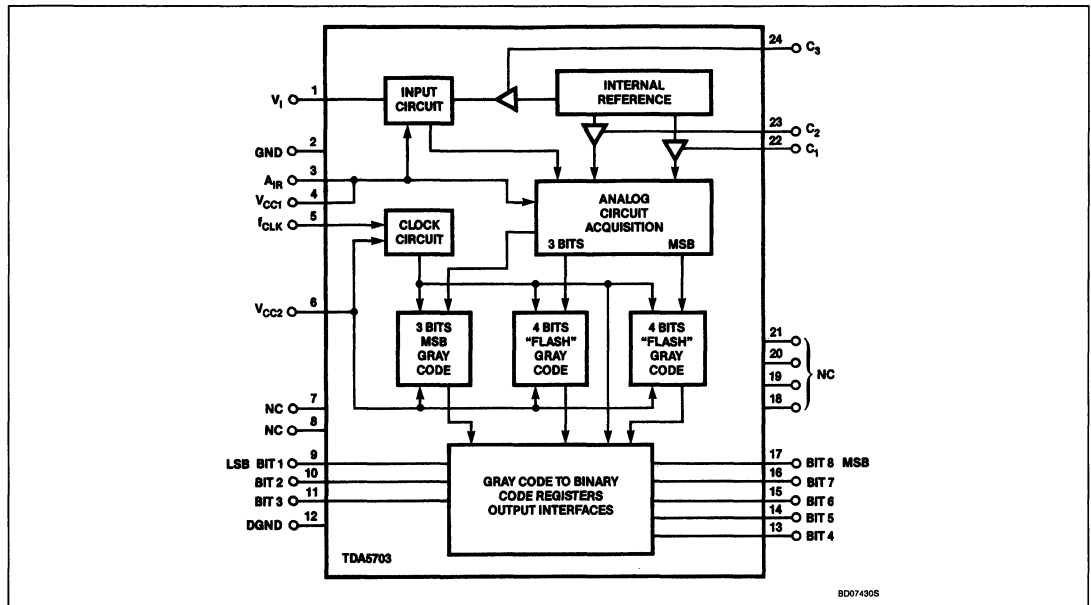 24
C3
INPUT
CIRCUIT
INTERNAL
REFERENCE
VI
1
23
C2
22
C1
GND
2
AIR
3
VCC1
4
fCLK
5
ANALOG
CIRCUIT
ACQUISITION
3 BITS
MSB
CLOCK
CIRCUIT
VCC2
6
3 BITS
MSB
GRAY
CODE
4 BITS
"FLASH"
GRAY
CODE
4 BITS
"FLASH"
GRAY
CODE
21
20
19
18
NC
NC
7
NC
8
LSB BIT 1
9
BIT 2
10
BIT 3
11
DGND
12
GRAY CODE TO BINARY
CODE REGISTERS
OUTPUT INTERFACES
17
BIT 8 MSB
16
BIT 7
15
BIT 6
14
BIT 5
13
BIT 4
TDA5703
BD07430S